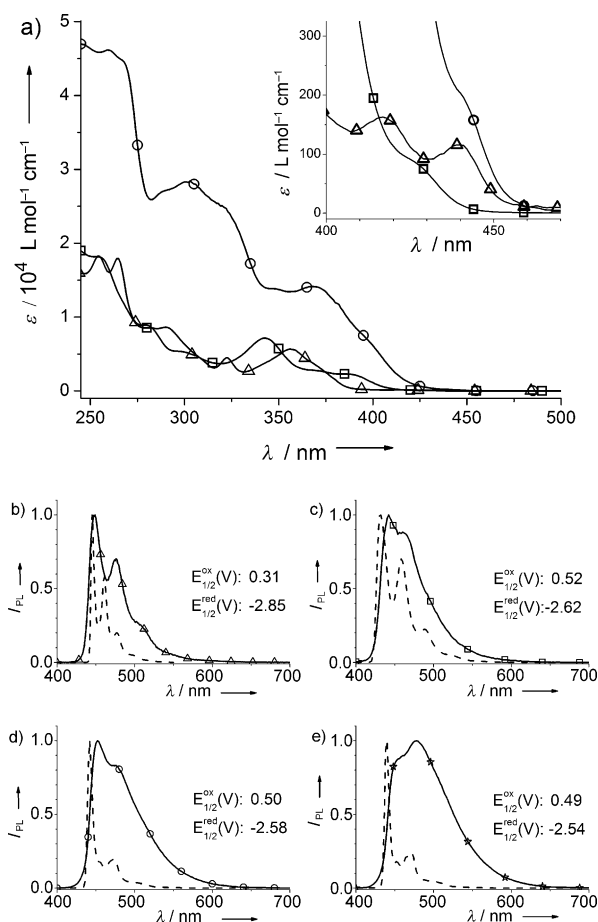 a)
5
4
3
2
1
0
ε / 10⁴ L mol⁻¹ cm⁻¹
250 300 350 400 450 500
λ / nm
300
200
100
0
ε / L mol⁻¹ cm⁻¹
400 450
λ / nm
b)
1.0
0.5
0.0
I_PL
E^ox_1/2(V): 0.31
E^red_1/2(V): -2.85
400 500 600 700
λ / nm
c)
1.0
0.5
0.0
I_PL
E^ox_1/2(V): 0.52
E^red_1/2(V):-2.62
400 500 600 700
λ / nm
d)
1.0
0.5
0.0
I_PL
E^ox_1/2(V): 0.50
E^red_1/2(V): -2.58
400 500 600 700
λ / nm
e)
1.0
0.5
0.0
I_PL
E^ox_1/2(V): 0.49
E^red_1/2(V): -2.54
400 500 600 700
λ / nm